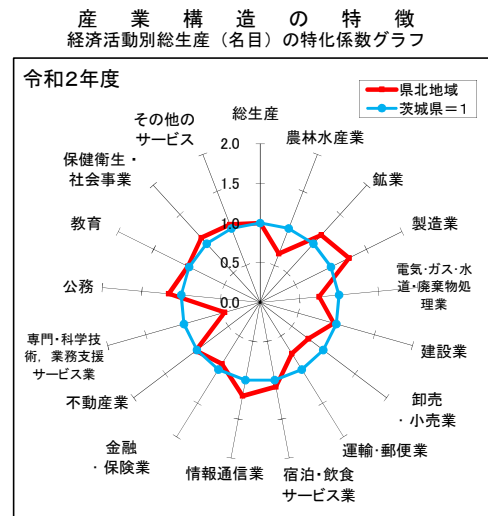 産業構造の特徴
経済活動別総生産（名目）の特化係数グラフ
令和2年度
県北地域
茨城県＝1
総生産
農林水産業
鉱業
製造業
電気･ガス･水
道･廃棄物処
理業
建設業
卸売
・小売業
運輸･郵便業
宿泊・飲食
サービス業
情報通信業
金融
・保険業
不動産業
専門・科学技
術，業務支援
サービス業
公務
教育
保健衛生・
社会事業
その他の
サービス
2.0
1.5
1.0
0.5
0.0